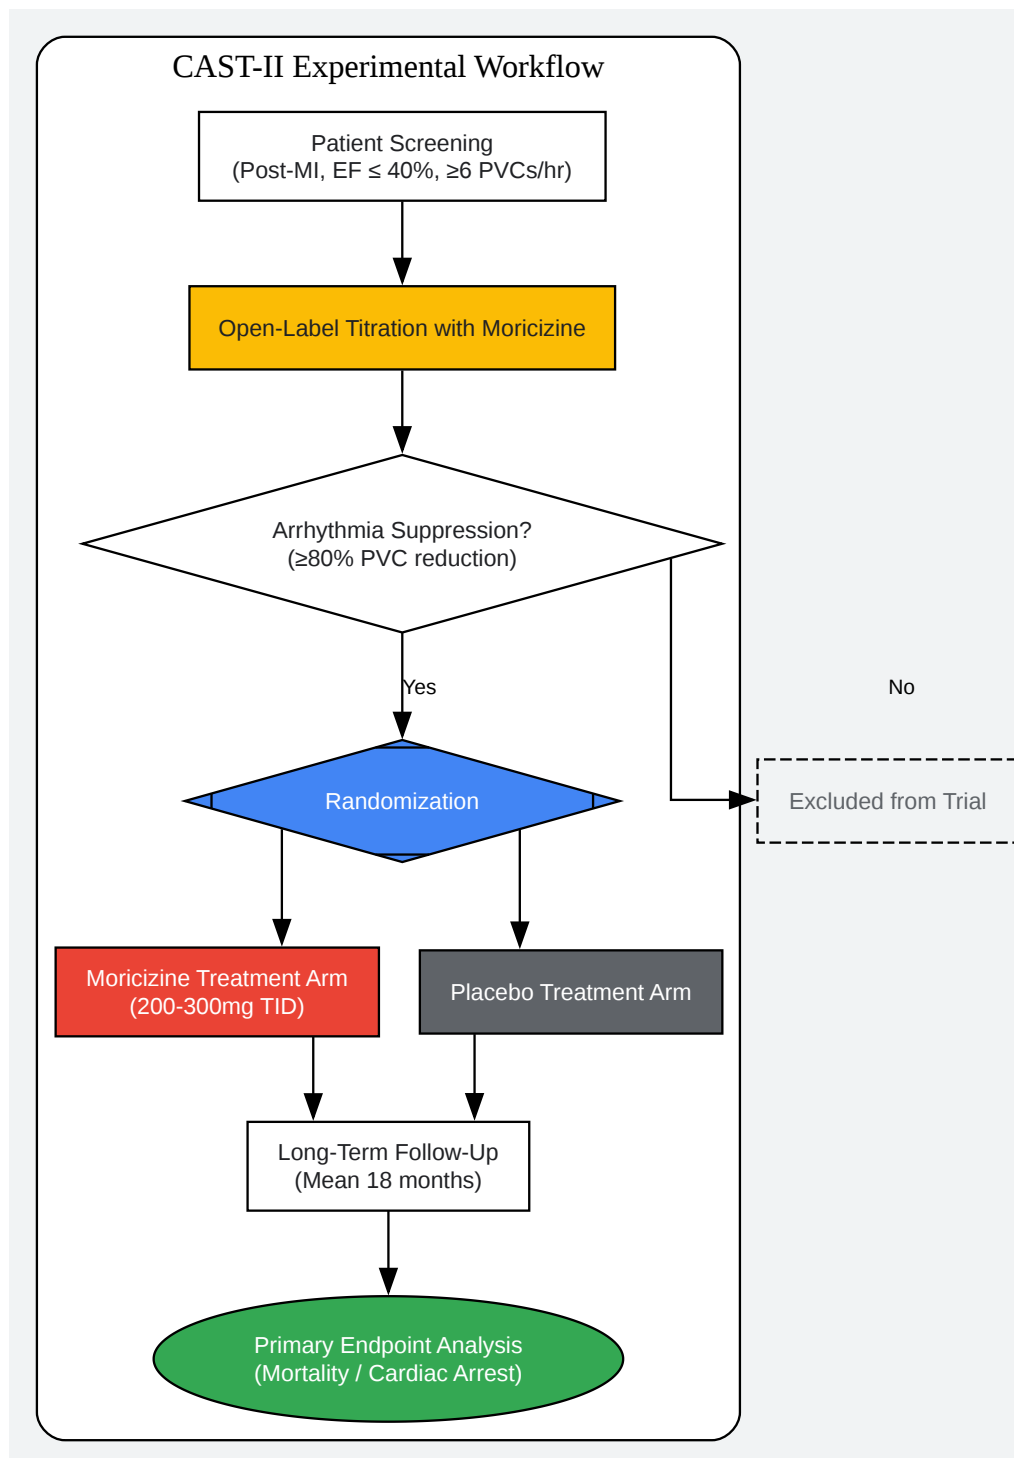 CAST-II Experimental Workflow
Patient Screening
(Post-MI, EF ≤ 40%, ≥6 PVCs/hr)
Open-Label Titration with Moricizine
Arrhythmia Suppression?
(≥80% PVC reduction)
Yes
No
Randomization
Excluded from Trial
Moricizine Treatment Arm
(200-300mg TID)
Placebo Treatment Arm
Long-Term Follow-Up
(Mean 18 months)
Primary Endpoint Analysis
(Mortality / Cardiac Arrest)